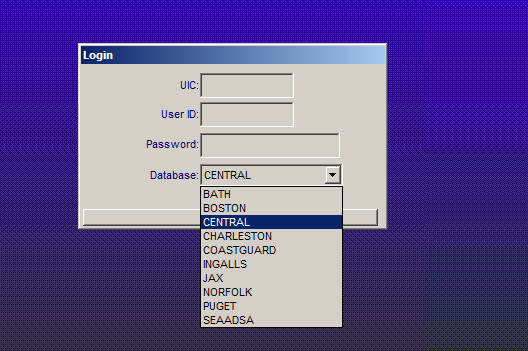 Login
UIC:
User ID:
Password:
Database: CENTRAL
BATH
BOSTON
CENTRAL
CHARLESTON
COASTGUARD
INGALLS
JAX
NORFOLK
PUGET
SEAADSA